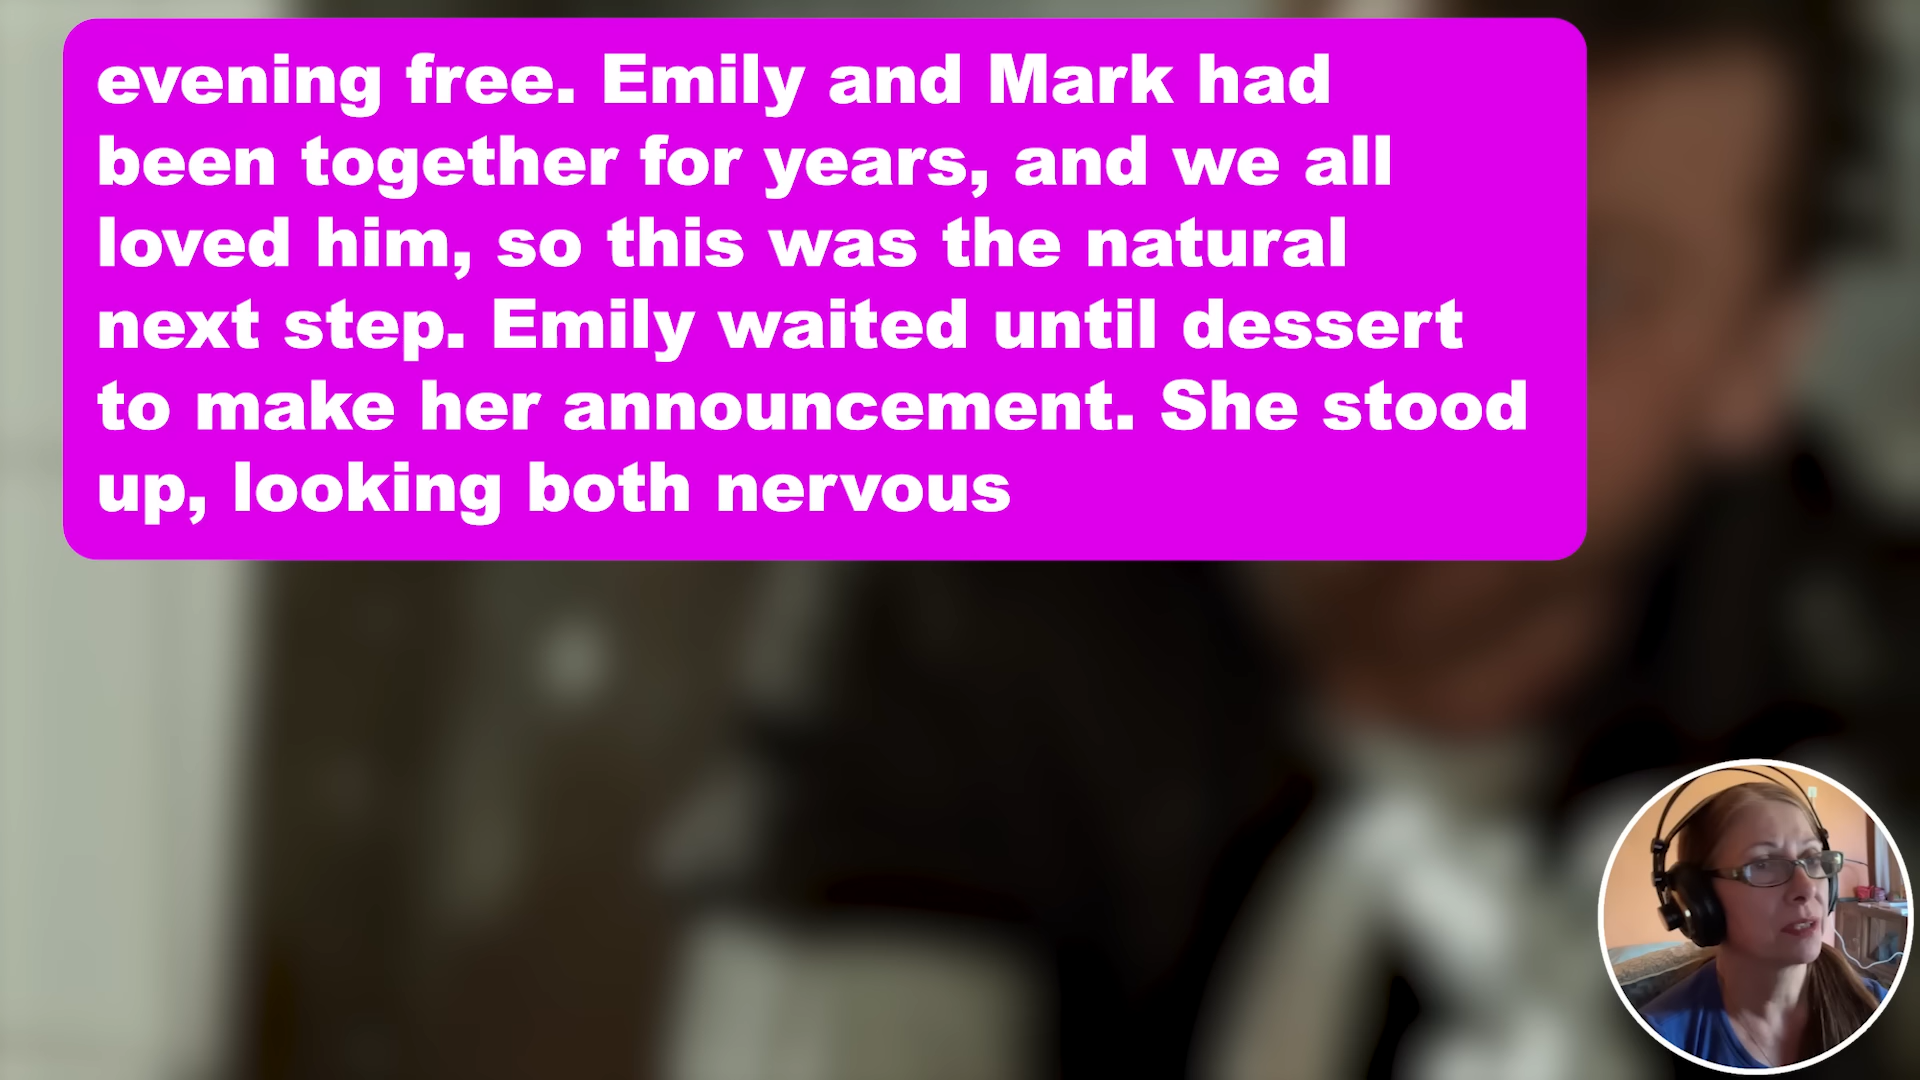 evening free. Emily and Mark had
been together for years, and we all
loved him, so this was the natural
next step. Emily waited until dessert
to make her announcement. She stood
up, looking both nervous